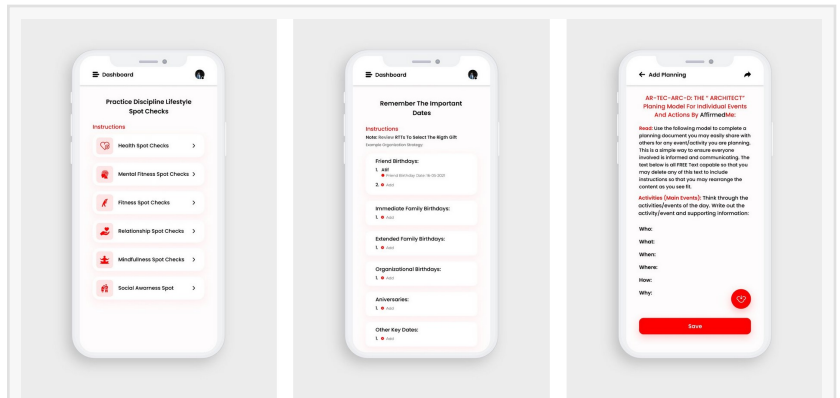 Dashboard
Practice Discipline Lifestyle
Spot Checks
Instructions
Health Spot Checks
Mental Fitness Spot Checks
Fitness Spot Checks
Relationship Spot Checks
Mindfullness Spot Checks
Social Awarness Spot
Dashboard
Remember The Important
Dates
Instructions
Note: Review RTTs To Select The Rigth Gift
Example Organization Strategy:
Friend Birthdays:
1. Atif
Friend Birthday Date: 16-05-2021
2. Add
Immediate Family Birthdays:
1. Add
Extended Family Birthdays:
1. Add
Organizational Birthdays:
1. Add
Aniversaries:
1. Add
Other Key Dates:
1. Add
Add Planning
AR-TEC-ARC-D: THE " ARCHITECT"
Planing Model For Individual Events
And Actions By AffirmedMe:
Read: Use the following model to complete a
planning document you may easily share with
others for any event/activity you are planning.
This is a simple way to ensure everyone
involved is informed and communicating. The
text below is all FREE Text capable so that you
may delete any of this text to include
instructions so that you may rearrange the
content as you see fit.
Activities (Main Events): Think through the
activities/events of the day. Write out the
activity/event and supporting information:
Who:
What:
When:
Where:
How:
Why:
Save